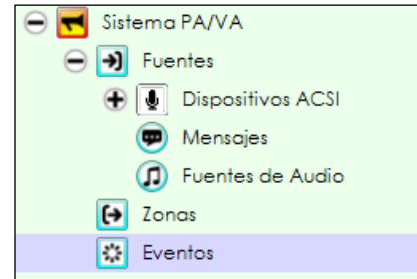 Sistema PA/VA
Fuentes
Dispositivos ACSI
Mensajes
Fuentes de Audio
Zonas
Eventos